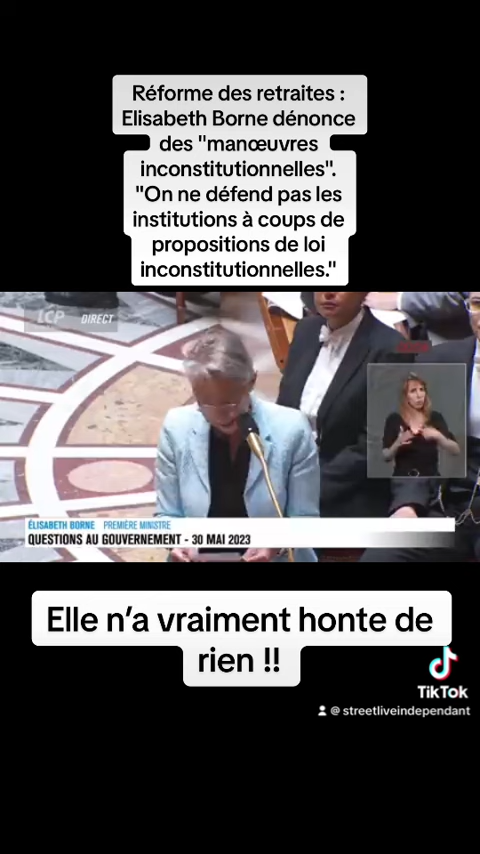 Réforme des retraites :
Elisabeth Borne dénonce
des "manœuvres
inconstitutionnelles".
"On ne défend pas les
institutions à coups de
propositions de loi
inconstitutionnelles."
LCP DIRECT
ÉLISABETH BORNE PREMIÈRE MINISTRE
QUESTIONS AU GOUVERNEMENT - 30 MAI 2023
Elle n’a vraiment honte de
rien !!
TikTok
@ streetliveindependant